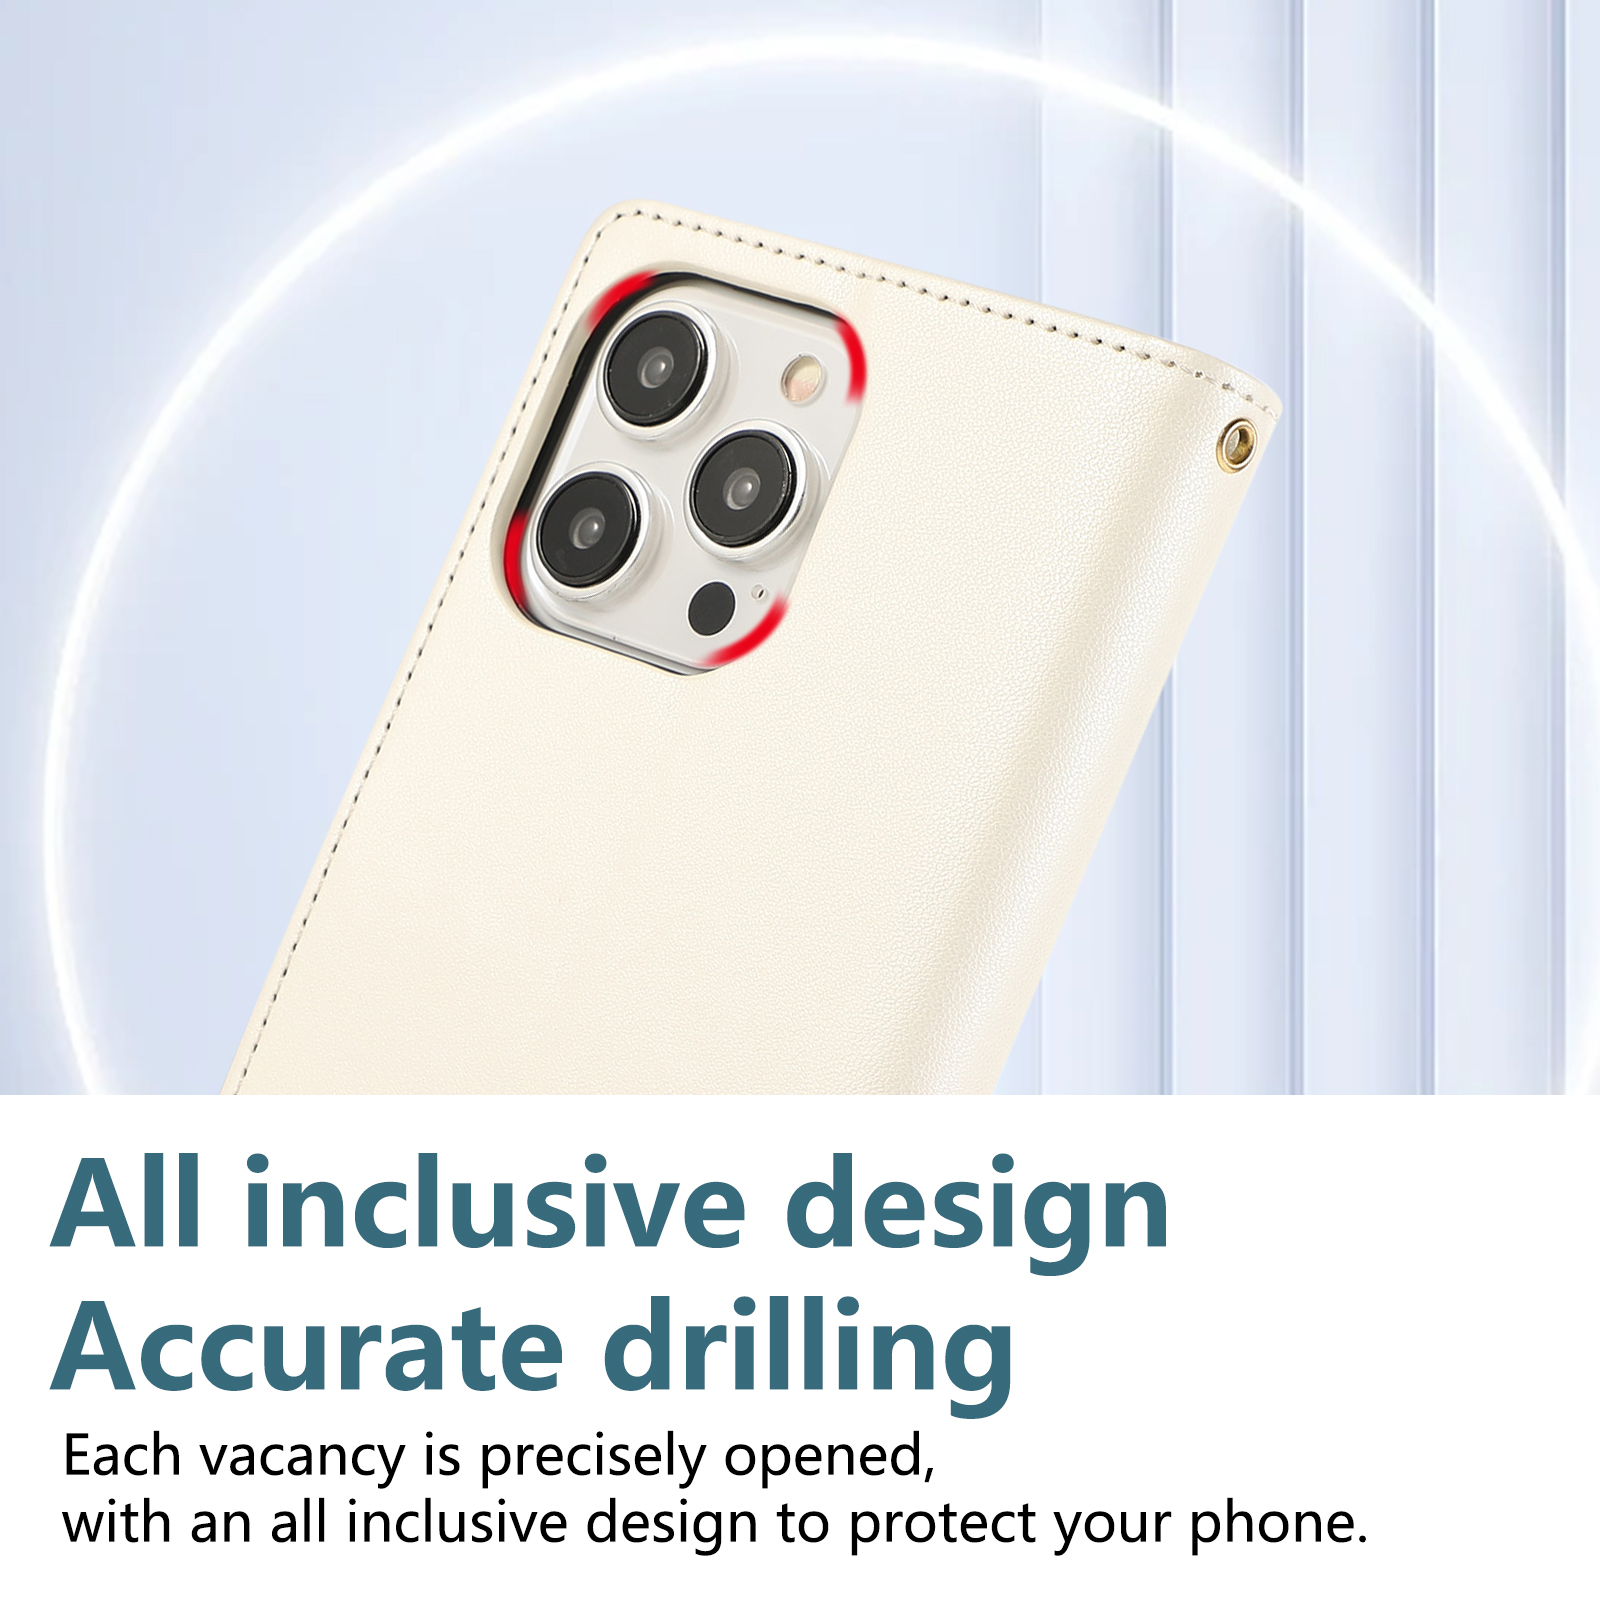 All inclusive design
Accurate drilling
Each vacancy is precisely opened,
with an all inclusive design to protect your phone.